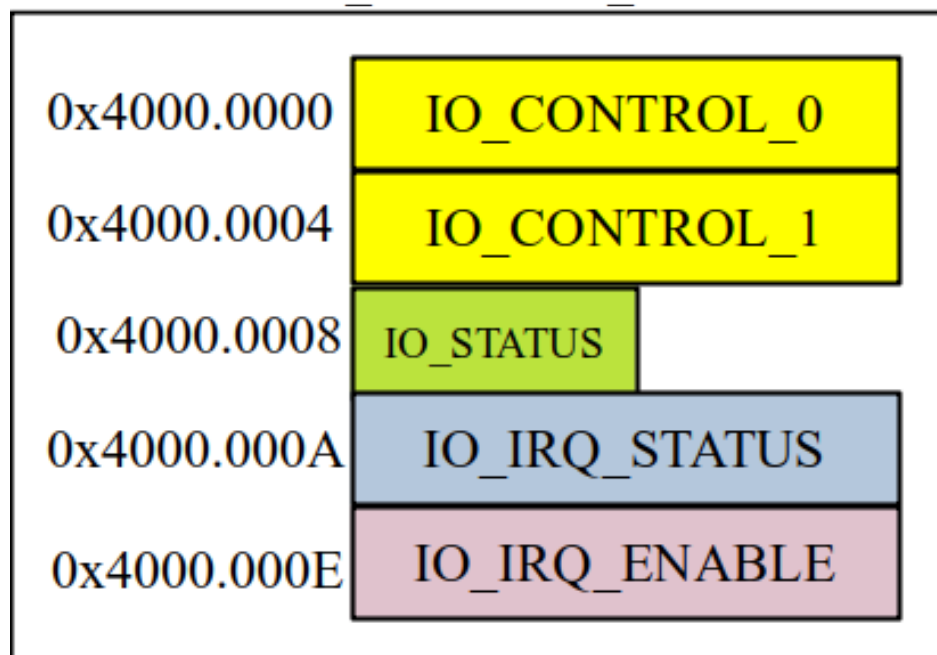 0x4000.0000 IO_CONTROL_0
0x4000.0004 IO_CONTROL_1
0x4000.0008 IO_STATUS
0x4000.000A IO_IRQ_STATUS
0x4000.000E IO_IRQ_ENABLE